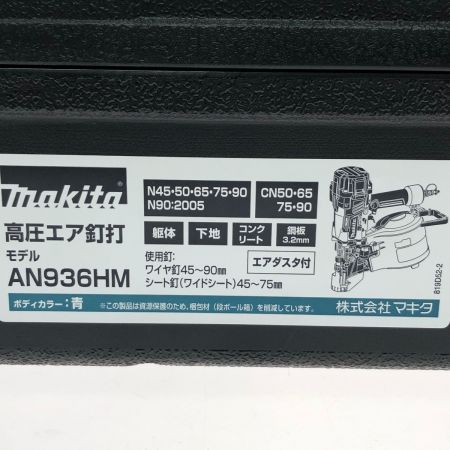 makita
高圧エア釘打
モデル
AN936HM
N45・50・65・75・90
N90:2005
CN50・65
75・90
躯体
下地
コンク
リート
鋼板
3.2mm
使用釘:
ワイヤ釘45~90mm
シート釘(ワイドシート)45~75mm
エアダスタ付
819D52-2
ボディカラー:青
※この製品は資源保護のため、梱包材(段ボール箱)を削減しています。
株式会社マキタ